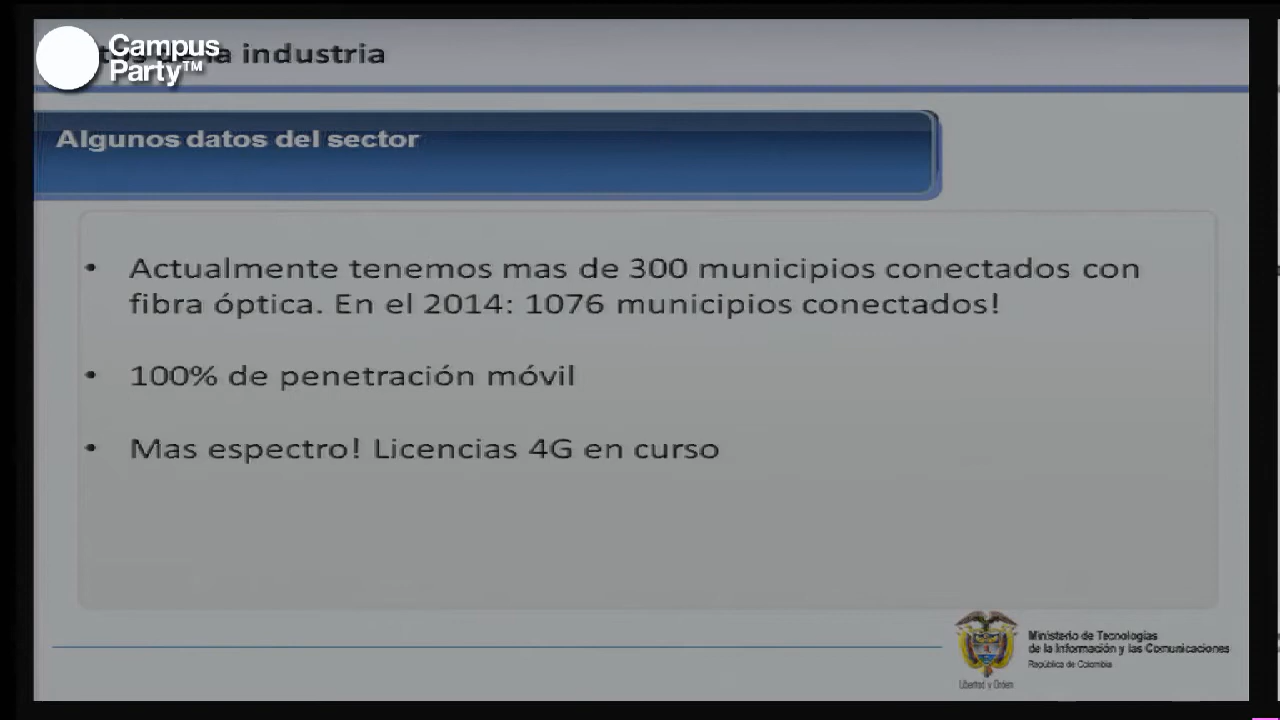 Campus
Party™
la industria
Algunos datos del sector
• Actualmente tenemos mas de 300 municipios conectados con
fibra óptica. En el 2014: 1076 municipios conectados!
• 100% de penetración móvil
• Mas espectro! Licencias 4G en curso
Ministerio de Tecnologías
de la Información y las Comunicaciones
República de Colombia
Libertad y Orden